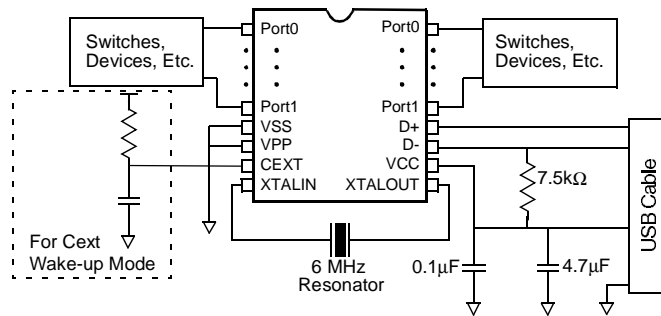 Switches,
Devices, Etc.
Port0
Port0
Switches,
Devices, Etc.
Port1
Port1
VSS
D+
VPP
D-
CEXT
VCC
XTALIN
XTALOUT
7.5kΩ
USB Cable
For Cext
Wake-up Mode
6 MHz
Resonator
0.1µF
4.7µF